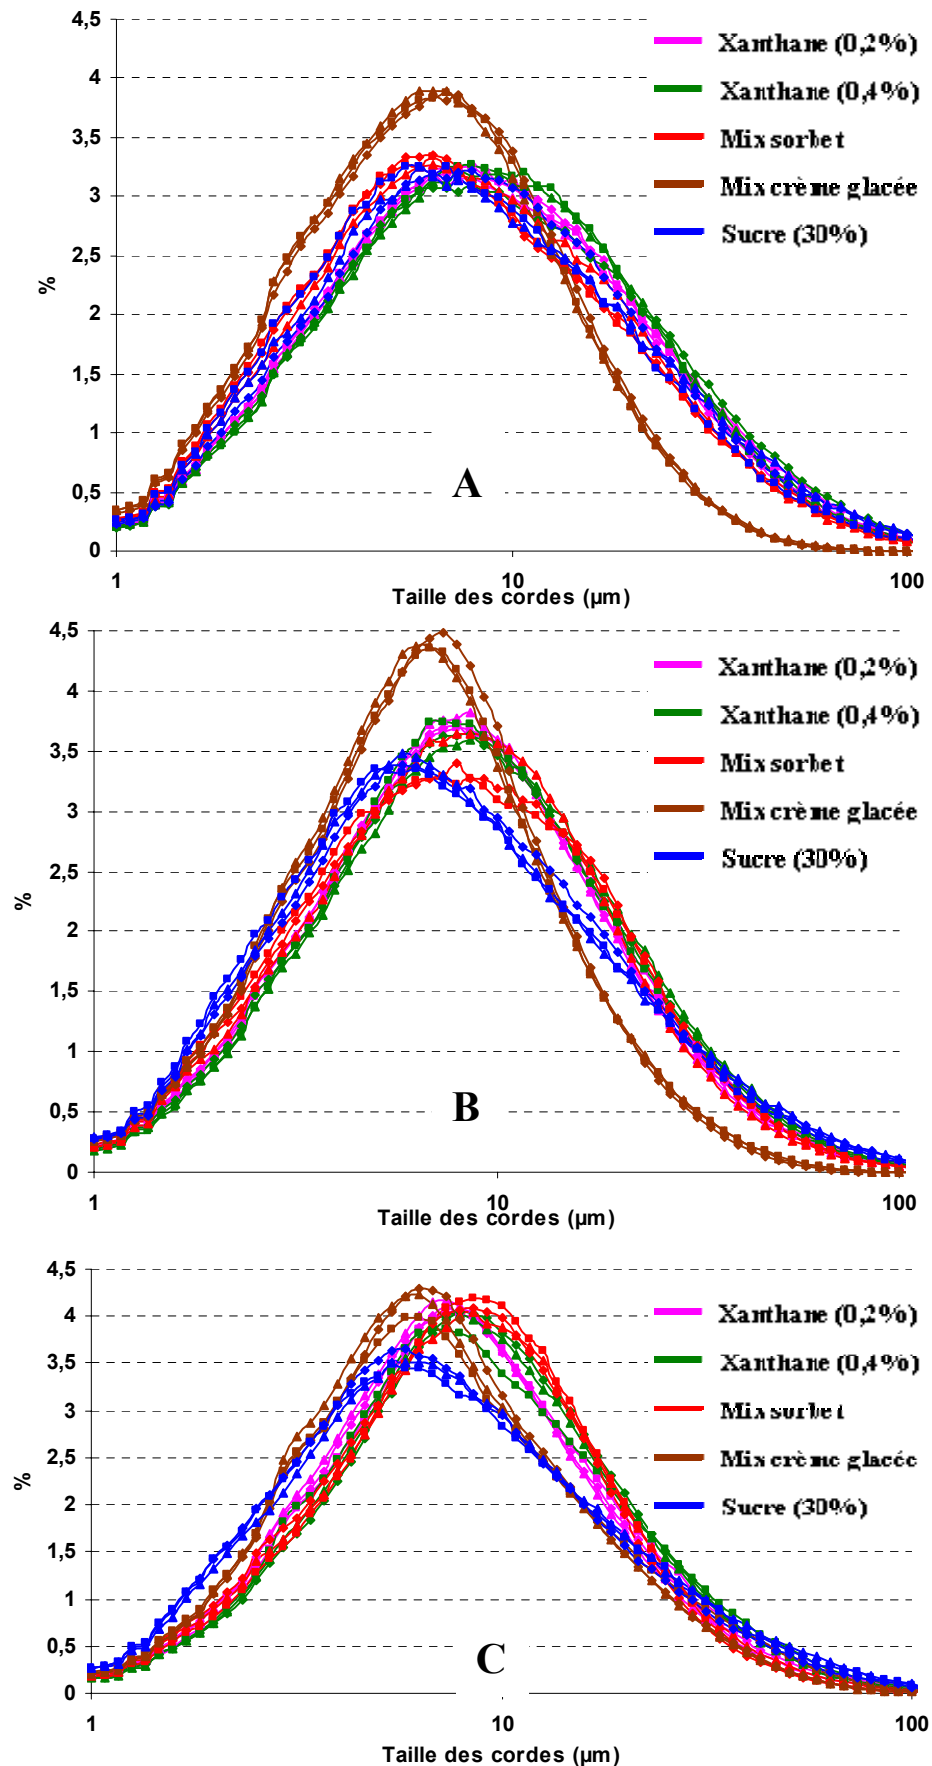 4,5
4
3,5
3
2,5
2
1,5
1
0,5
0
%
Xanthane (0,2%)
Xanthane (0,4%)
Mix sorbet
Mix crème glacée
Sucre (30%)
A
1
10
100
Taille des cordes (µm)
4,5
4
3,5
3
2,5
2
1,5
1
0,5
0
%
Xanthane (0,2%)
Xanthane (0,4%)
Mix sorbet
Mix crème glacée
Sucre (30%)
B
1
10
100
Taille des cordes (µm)
4,5
4
3,5
3
2,5
2
1,5
1
0,5
0
%
Xanthane (0,2%)
Xanthane (0,4%)
Mix sorbet
Mix crème glacée
Sucre (30%)
C
1
10
100
Taille des cordes (µm)